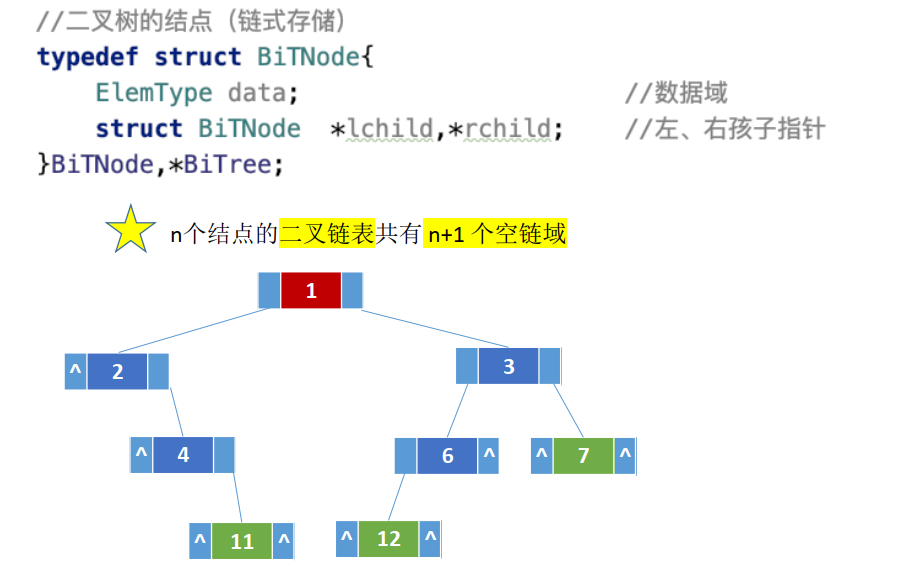 //二叉树的结点（链式存储）
typedef struct BiTNode{
ElemType data; //数据域
struct BiTNode *lchild,*rchild; //左、右孩子指针
}BiTNode,*BiTree;
n个结点的二叉链表共有 n+1 个空链域
1
^ 2
3
^ 4
6 ^
^ 7 ^
^ 11 ^
^ 12 ^